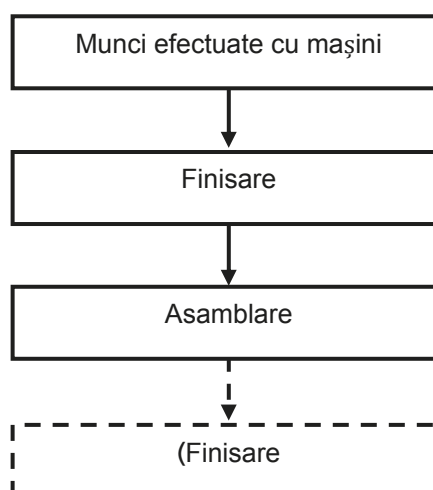 Munci efectuate cu mașini
Finisare
Asamblare
(Finisare